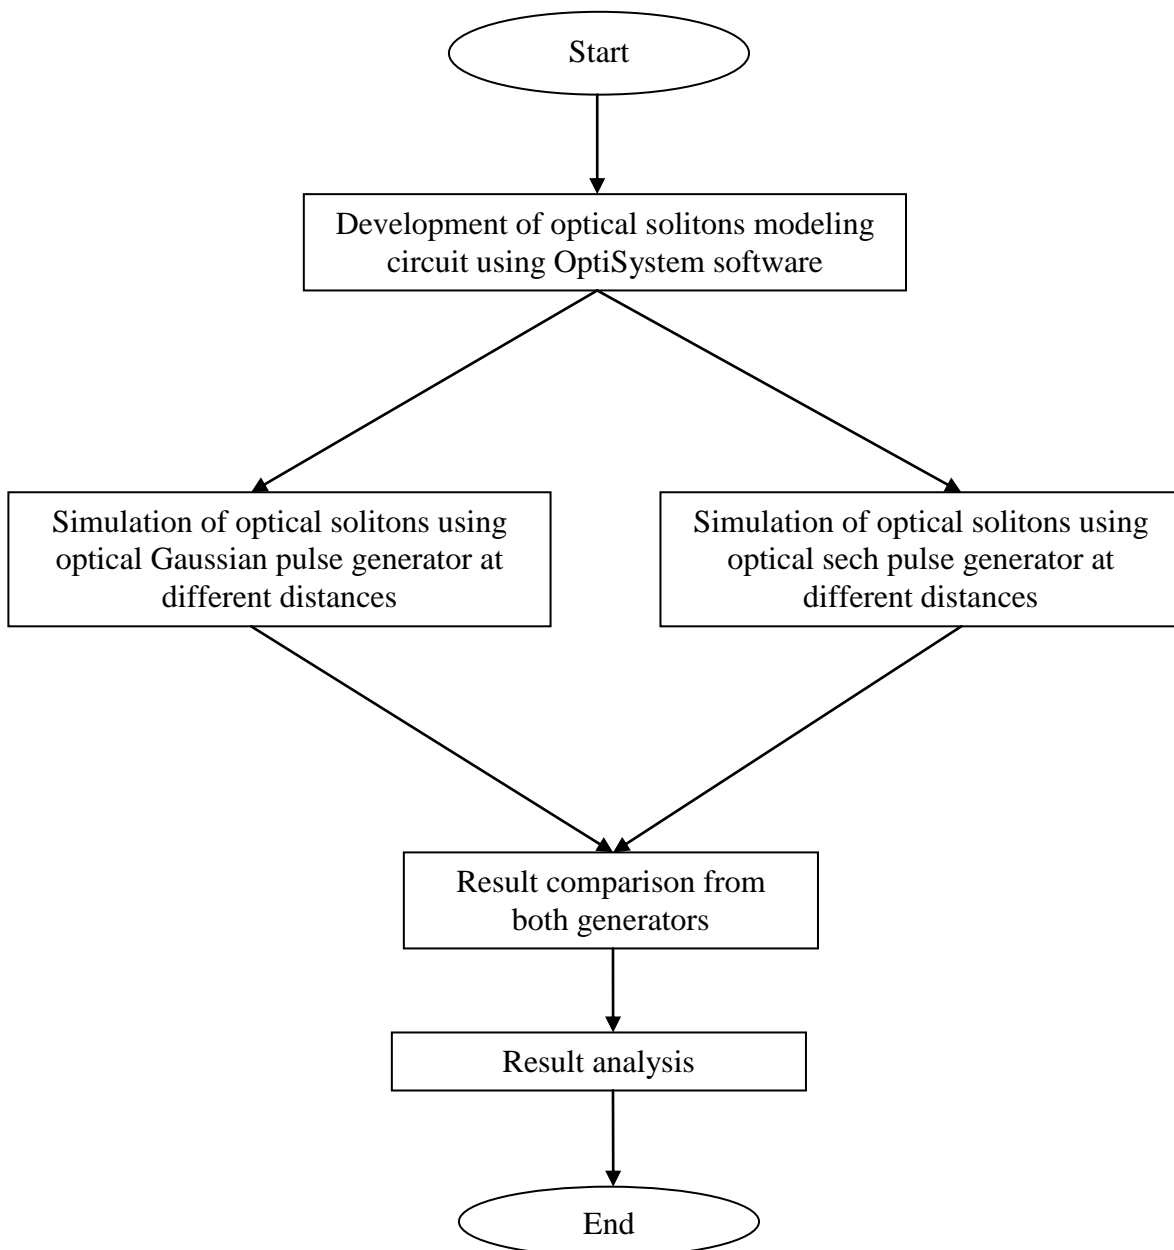 Start
Development of optical solitons modeling
circuit using OptiSystem software
Simulation of optical solitons using
optical Gaussian pulse generator at
different distances
Simulation of optical solitons using
optical sech pulse generator at
different distances
Result comparison from
both generators
Result analysis
End